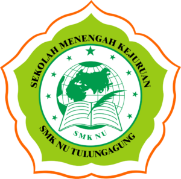 SEKOLAH MENENGAH KEJURUAN
SMK NU
SMK NU TULUNGAGUNG